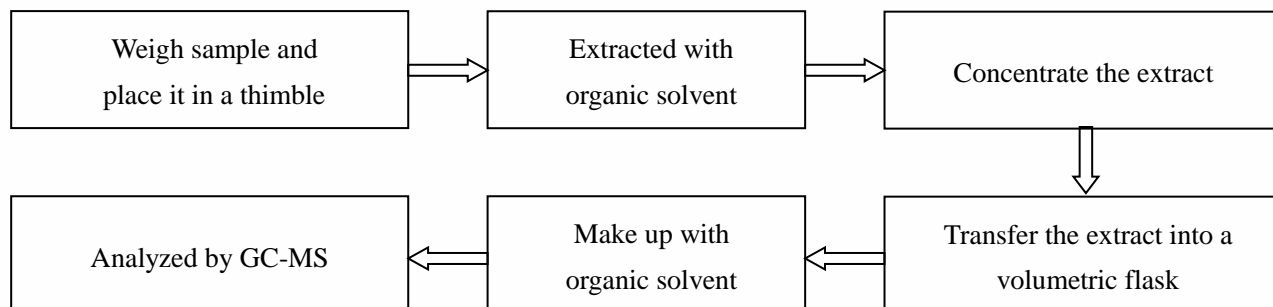 Weigh sample and
place it in a thimble
Extracted with
organic solvent
Concentrate the extract
Transfer the extract into a
volumetric flask
Make up with
organic solvent
Analyzed by GC-MS